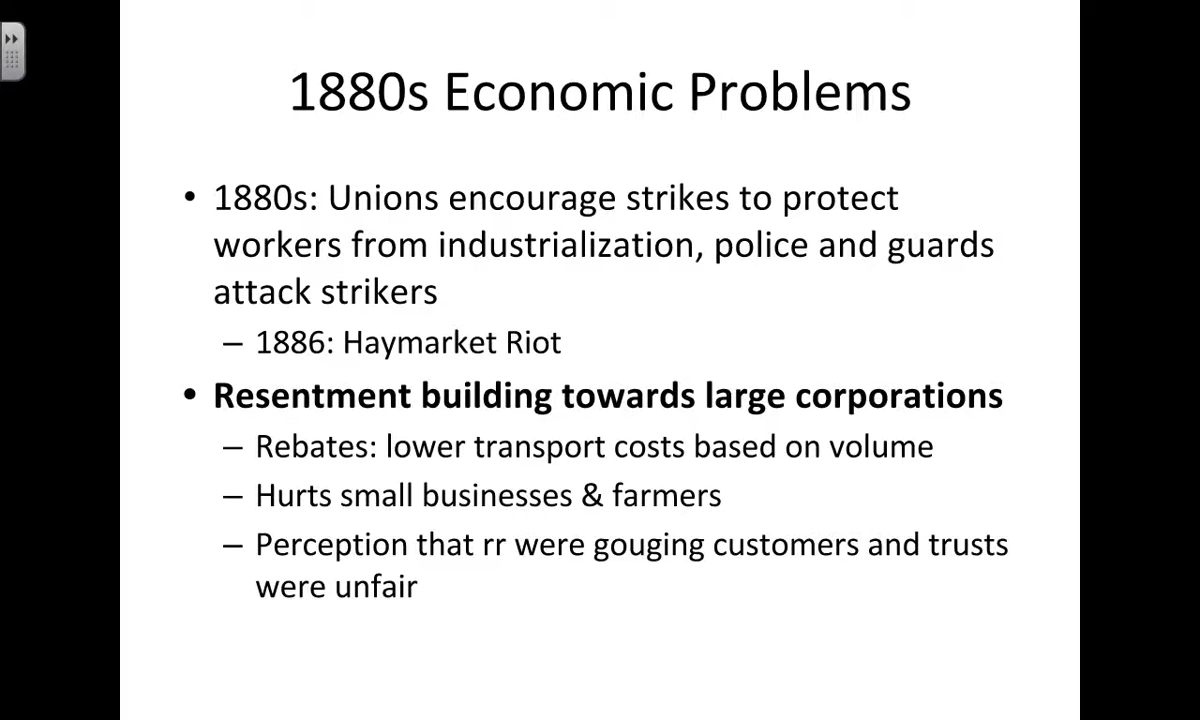 1880s Economic Problems
• 1880s: Unions encourage strikes to protect
workers from industrialization, police and guards
attack strikers
– 1886: Haymarket Riot
• Resentment building towards large corporations
– Rebates: lower transport costs based on volume
– Hurts small businesses & farmers
– Perception that rr were gouging customers and trusts
were unfair